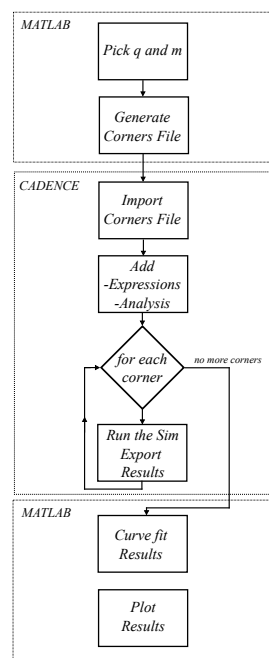 MATLAB
Pick q and m
Generate
Corners File
CADENCE
Import
Corners File
Add
-Expressions
-Analysis
for each
corner
no more corners
Run the Sim
Export
Results
MATLAB
Curve fit
Results
Plot
Results